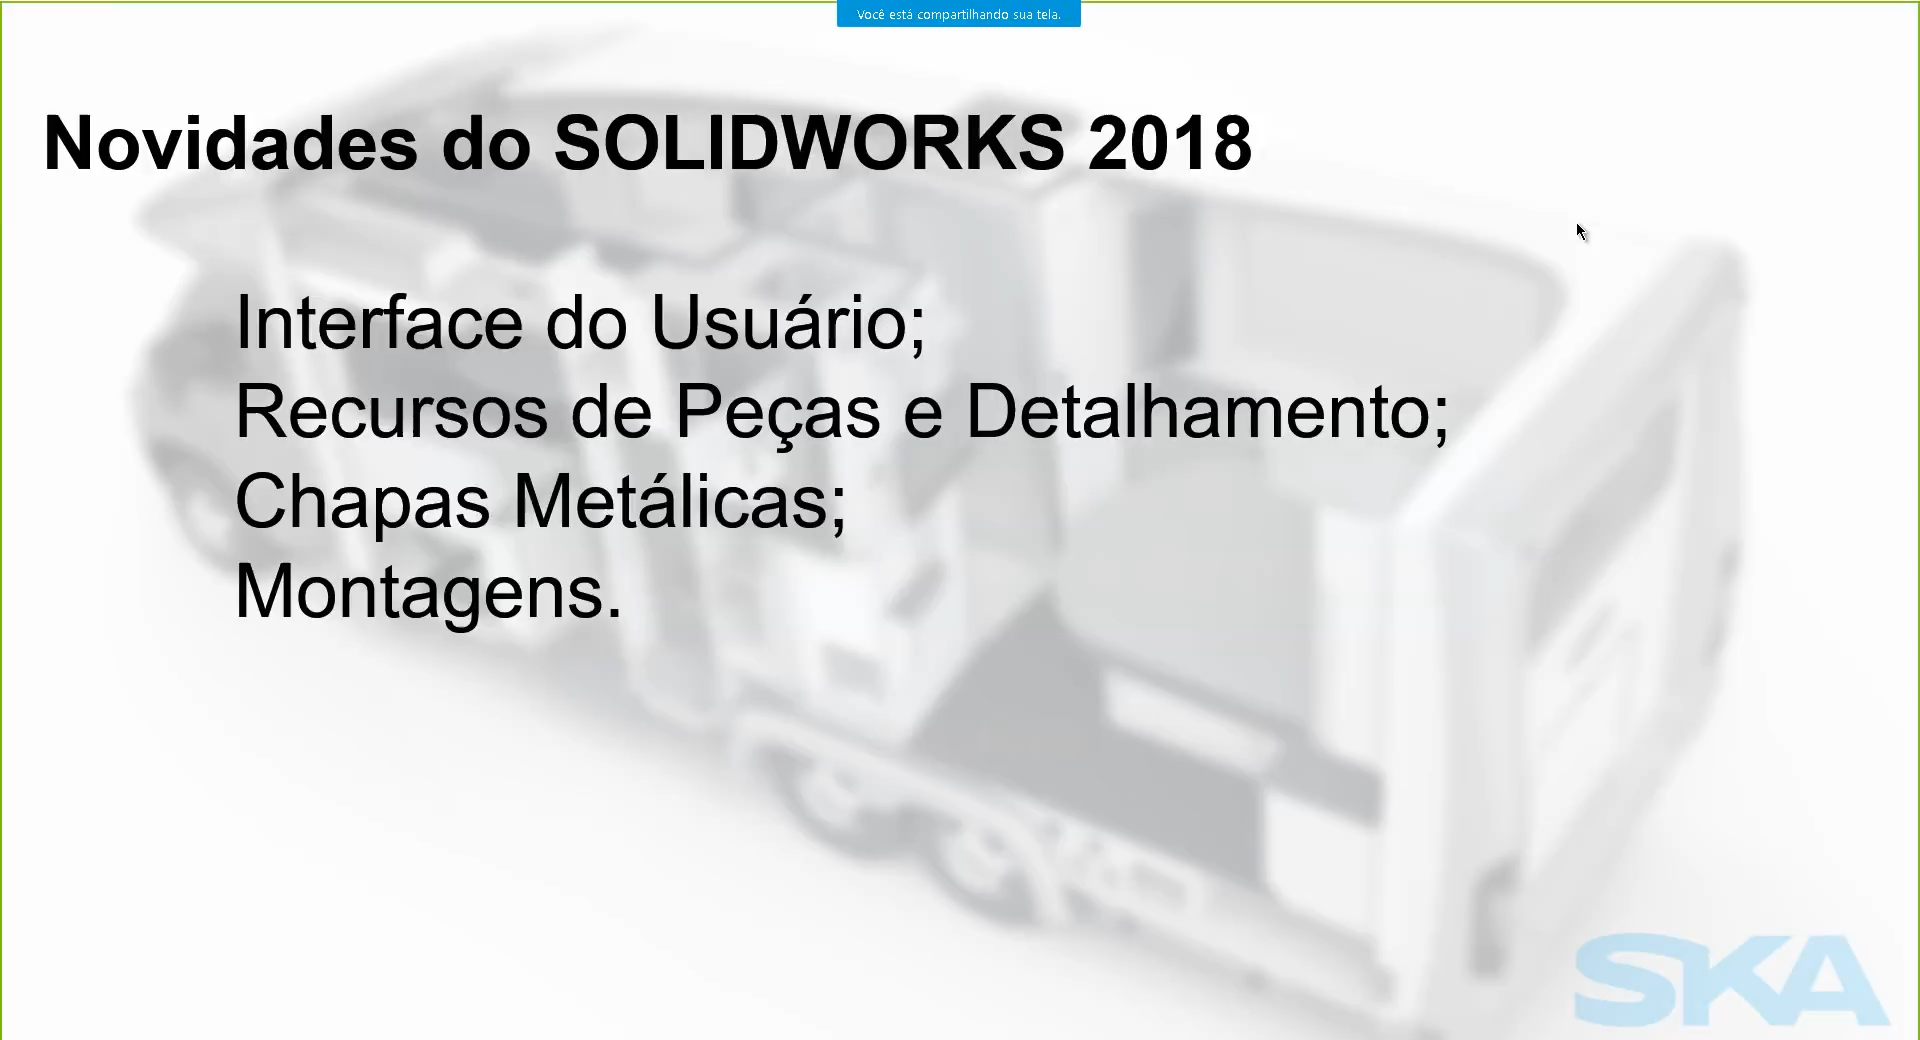 Você está compartilhando sua tela.
Novidades do SOLIDWORKS 2018
Interface do Usuário;
Recursos de Peças e Detalhamento;
Chapas Metálicas;
Montagens.
SKA